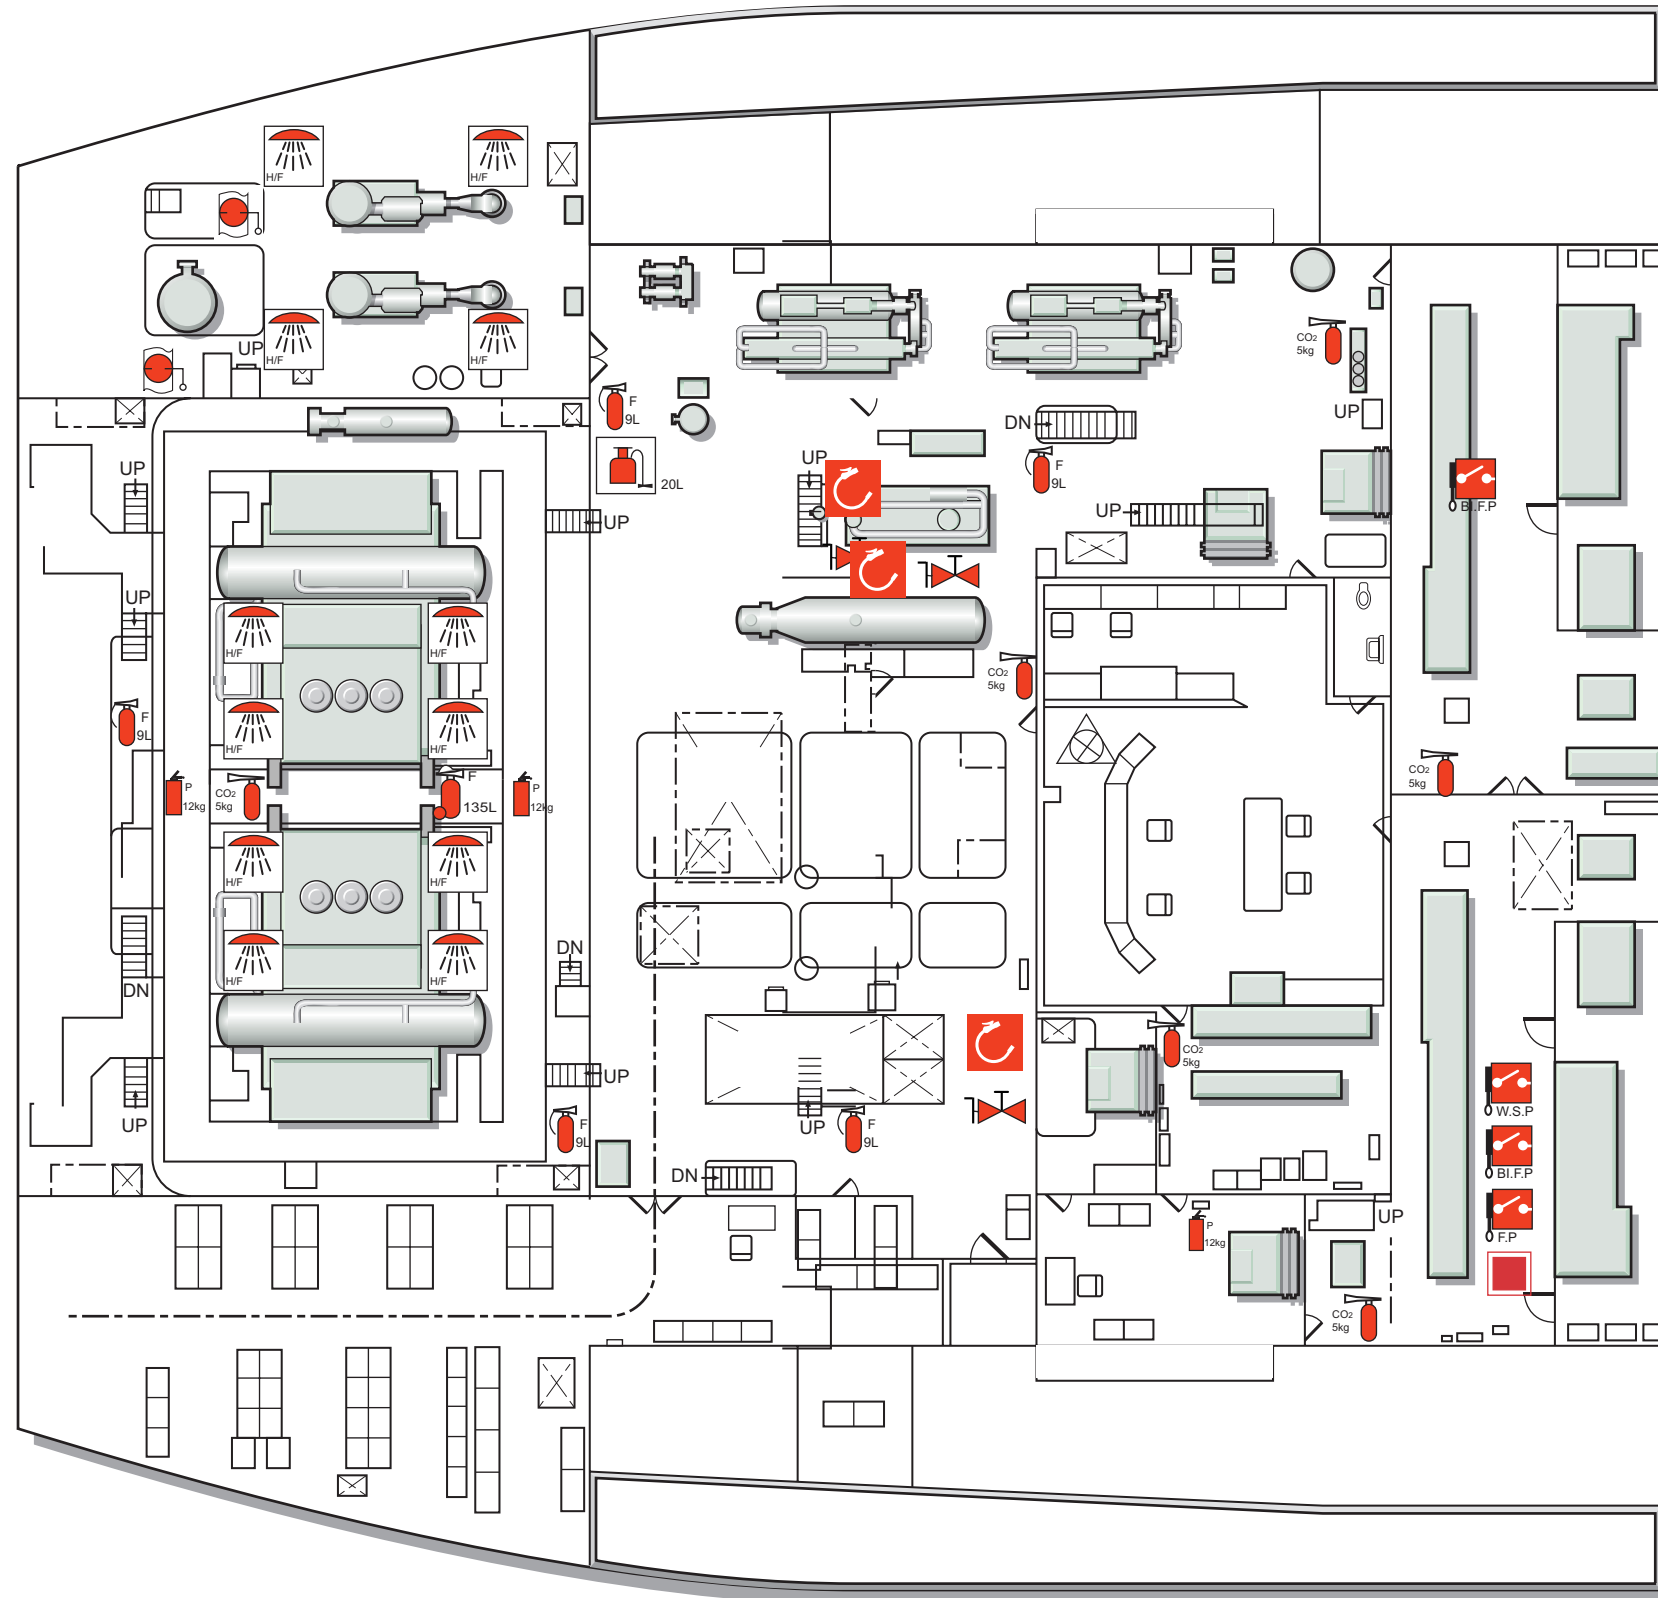 H/F
H/F
H/F
H/F
UP
CO2
5kg
F
9L
UP
DN
UP
F
9L
20L
UP
UP
UP
BI.F.P
UP
H/F
H/F
CO2
5kg
F
9L
H/F
H/F
CO2
5kg
P
12kg
CO2
5kg
F
135L
P
12kg
H/F
H/F
DN
H/F
H/F
DN
CO2
5kg
UP
UP
F
9L
UP
F
9L
W.S.P
BI.F.P
DN
P
12kg
UP
F.P
CO2
5kg